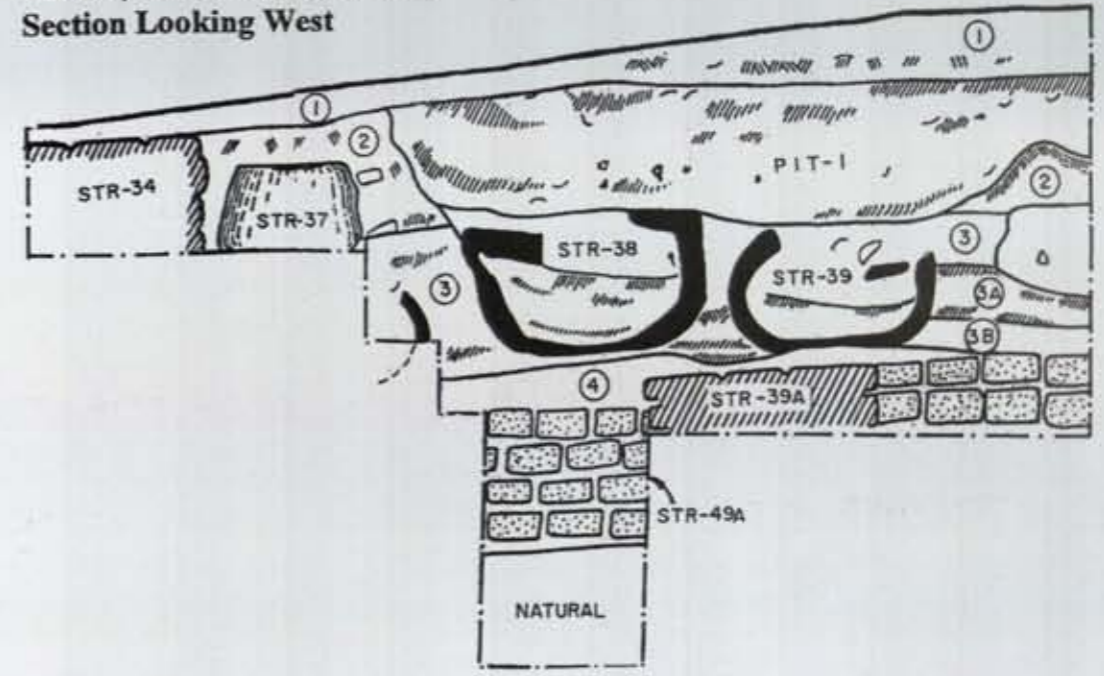 Section Looking West
1
1
2
PIT-1
STR-34
STR-37
2
STR-38
3
STR-39
3
3A
3B
4
STR-39A
STR-49A
NATURAL